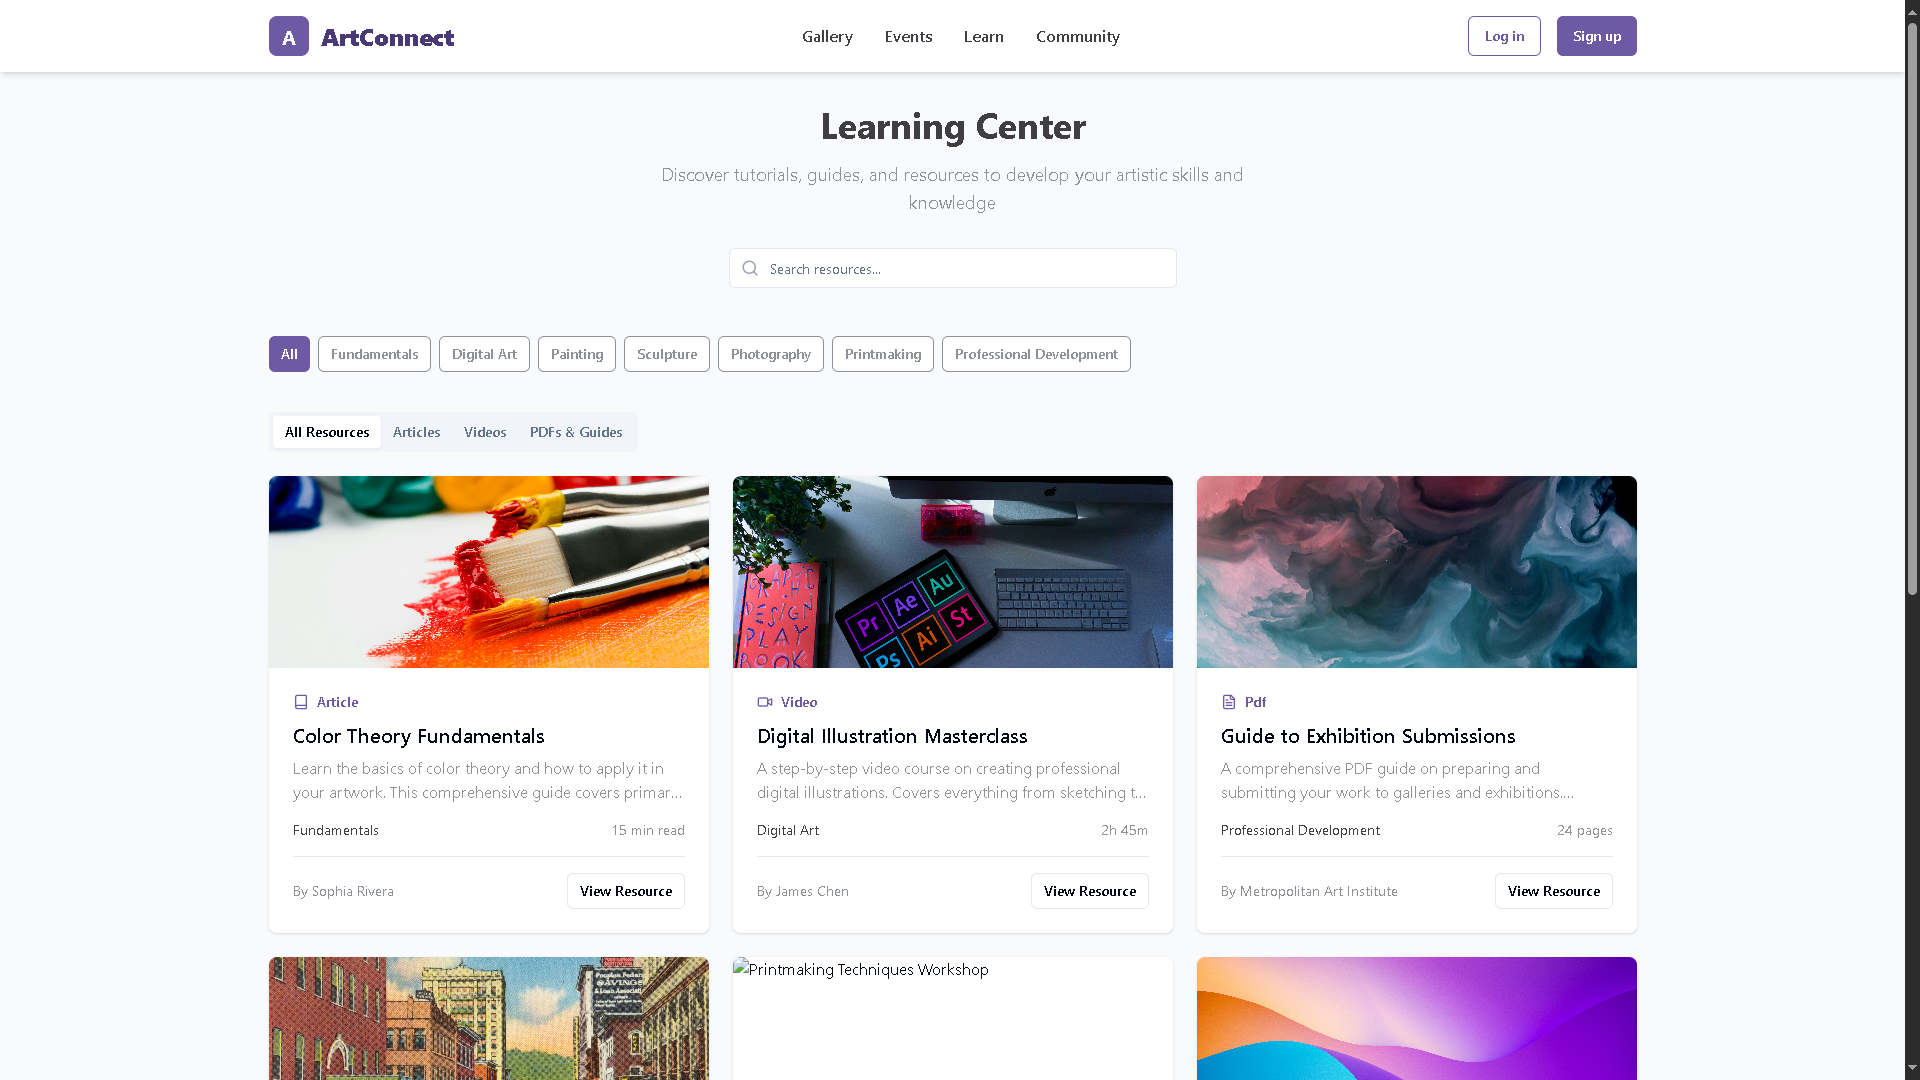 A ArtConnect
Gallery
Events
Learn
Community
Log in
Sign up
Learning Center
Discover tutorials, guides, and resources to develop your artistic skills and
knowledge
Search resources...
All
Fundamentals
Digital Art
Painting
Sculpture
Photography
Printmaking
Professional Development
All Resources
Articles
Videos
PDFs & Guides
Article
Color Theory Fundamentals
Learn the basics of color theory and how to apply it in
your artwork. This comprehensive guide covers primar...
Fundamentals
15 min read
By Sophia Rivera
View Resource
GRAPHIC
DESIGN
PLAY
BOOK
Pr
Ae
Au
Ps
Ai
St
Video
Digital Illustration Masterclass
A step-by-step video course on creating professional
digital illustrations. Covers everything from sketching t...
Digital Art
2h 45m
By James Chen
View Resource
Pdf
Guide to Exhibition Submissions
A comprehensive PDF guide on preparing and
submitting your work to galleries and exhibitions....
Professional Development
24 pages
By Metropolitan Art Institute
View Resource
SAVINGS
Printmaking Techniques Workshop